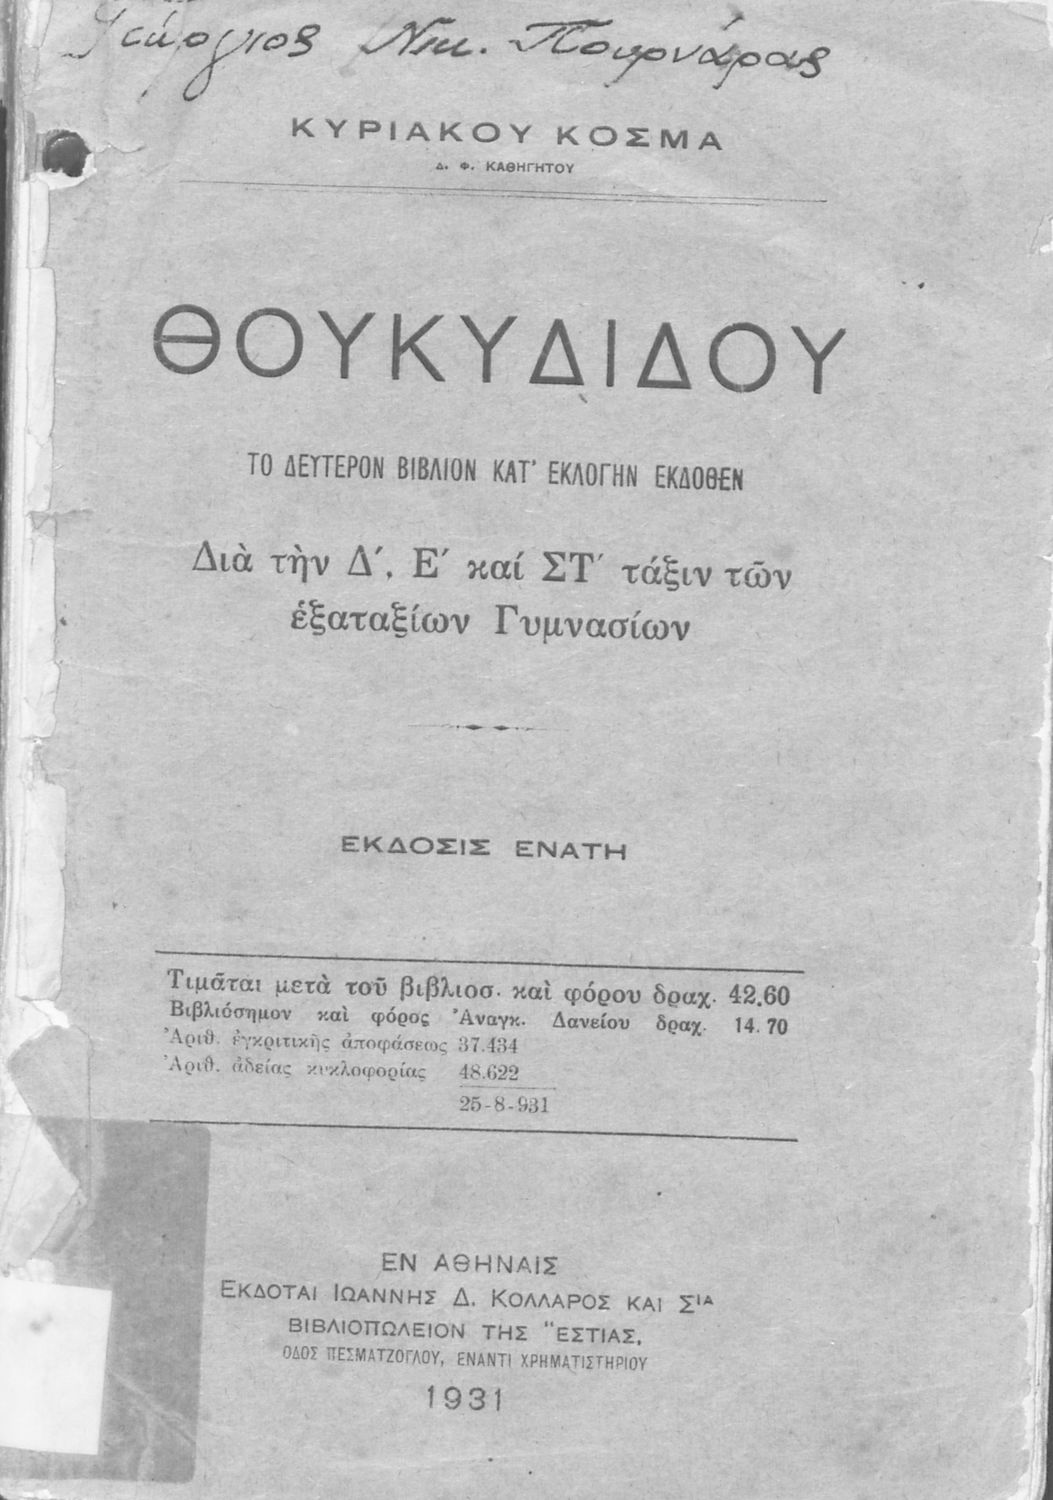 Γεώργιος Νικ. Πουρνάρας
ΚΥΡΙΑΚΟΥ ΚΟΣΜΑ
Δ. Φ. ΚΑΘΗΓΗΤΟΥ
ΘΟΥΚΥΔΙΔΟΥ
ΤΟ ΔΕΥΤΕΡΟΝ ΒΙΒΛΙΟΝ ΚΑΤ' ΕΚΛΟΓΗΝ ΕΚΔΟΘΕΝ
Διὰ τὴν Δ´, Ε´ καί ΣΤ´ τάξιν τῶν
ἑξαταξίων Γυμνασίων
ΕΚΔΟΣΙΣ ΕΝΑΤΗ
Τιμᾶται μετὰ τοῦ βιβλιοσ. καὶ φόρου δραχ. 42.60
Βιβλιόσημον καὶ φόρος Ἀναγκ. Δανείου δραχ. 14.70
Ἀριθ. ἐγκριτικῆς ἀποφάσεως 37.434
Ἀριθ. ἀδείας κυκλοφορίας 48.622
25-8-931
ΕΝ ΑΘΗΝΑΙΣ
ΕΚΔΟΤΑΙ ΙΩΑΝΝΗΣ Δ. ΚΟΛΛΑΡΟΣ ΚΑΙ ΣΙΑ
ΒΙΒΛΙΟΠΩΛΕΙΟΝ ΤΗΣ "ΕΣΤΙΑΣ,
ΟΔΟΣ ΠΕΣΜΑΤΖΟΓΛΟΥ, ΕΝΑΝΤΙ ΧΡΗΜΑΤΙΣΤΗΡΙΟΥ
1931